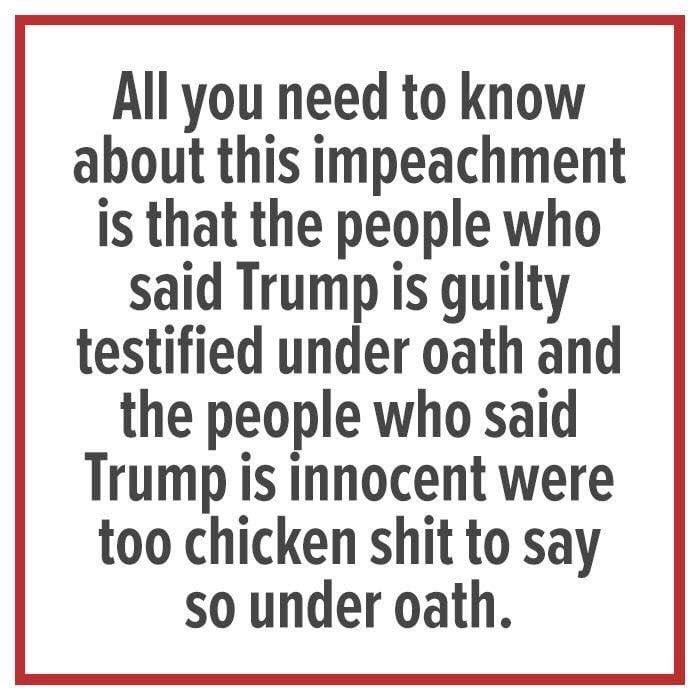 All you need to know
about this impeachment
is that the people who
said Trump is guilty
testified under oath and
the people who said
Trump is innocent were
too chicken shit to say
so under oath.